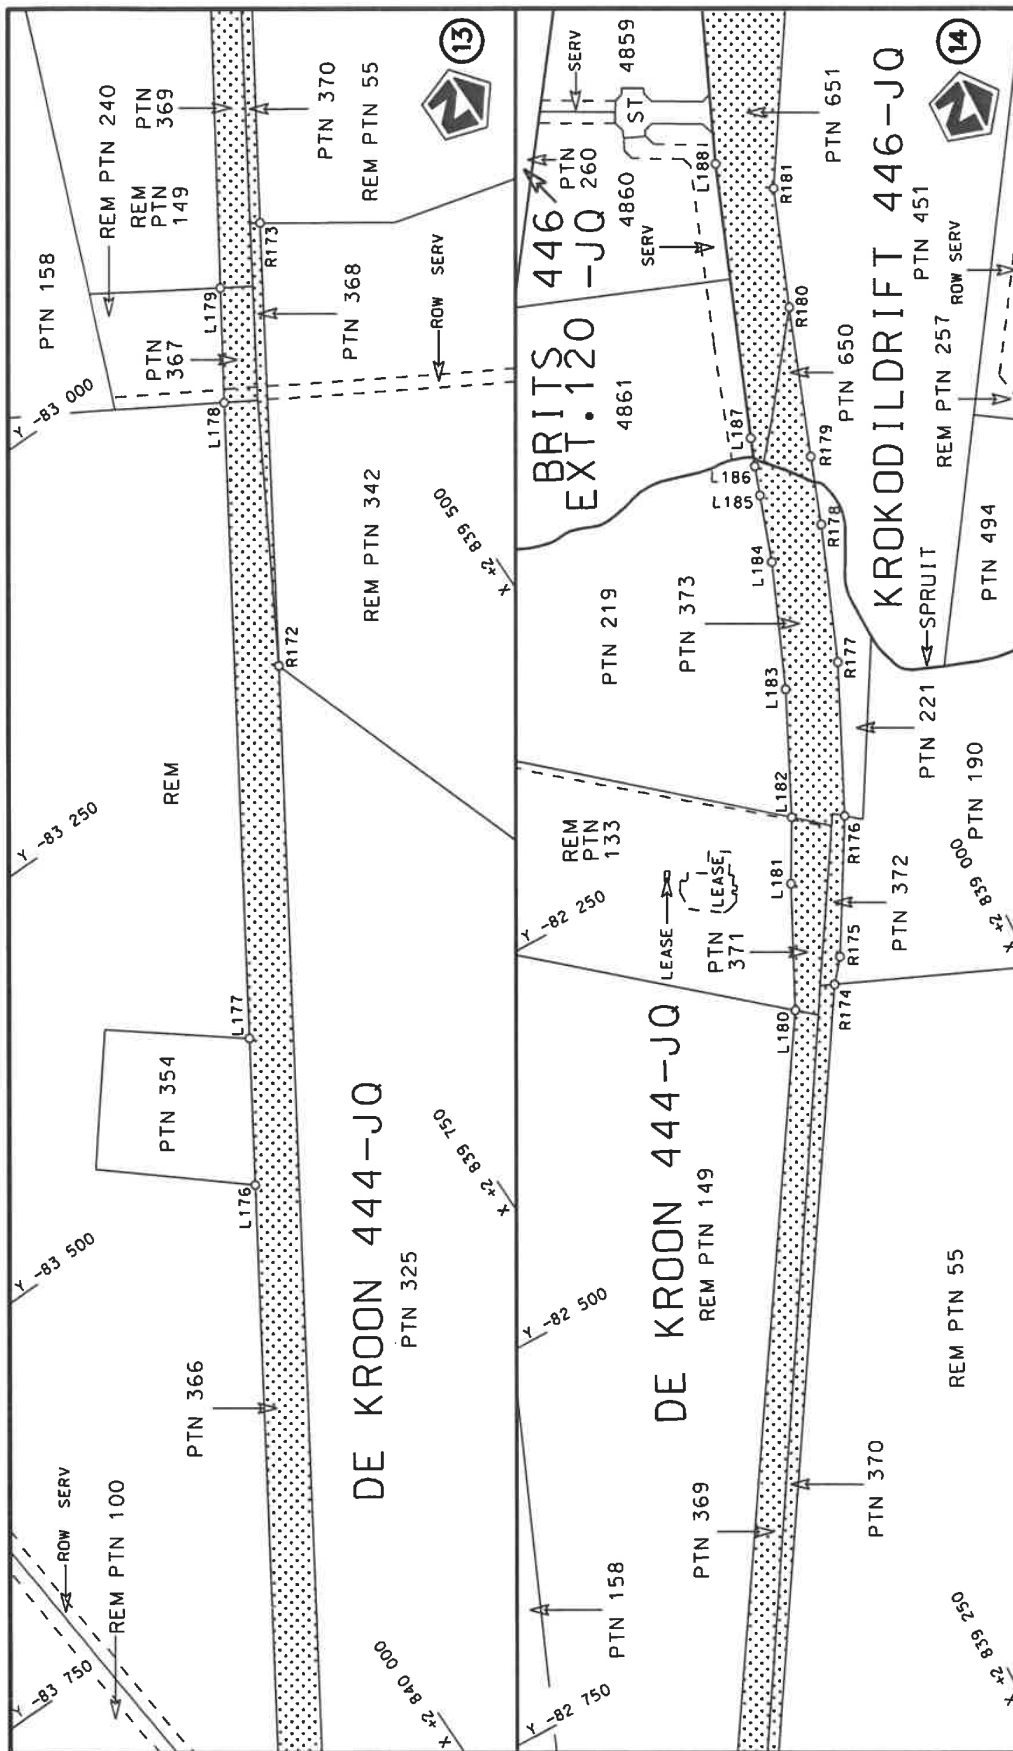 13
PTN 158
REM PTN 240
REM
PTN
149
PTN
369
PTN 370
REM PTN 55
R173
L179
PTN
367
PTN 368
ROW SERV
L178
Y -83 000
REM PTN 342
X +2 839 500
R172
REM
Y -83 250
L177
PTN 354
L176
X +2 839 750
DE KROON 444-JQ
PTN 325
Y -83 500
PTN 366
ROW SERV
REM PTN 100
Y -83 750
X +2 840 000
14
SERV
4859
ST
PTN
260
4860
SERV
L188
PTN 651
R181
BRITS 446
EXT.120 -JQ
4861
R180
PTN 650
KROKODILDRIFT 446-JQ
PTN 451
ROW SERV
REM PTN 257
L187
L186
L185
R179
R178
L184
PTN 494
SPRUIT
PTN 219
PTN 373
R177
L183
PTN 221
PTN 190
L182
R176
REM
PTN
133
LEASE
LEASE
L181
PTN
371
PTN 372
R175
R174
L180
Y -82 250
X +2 839 000
DE KROON 444-JQ
REM PTN 149
Y -82 500
REM PTN 55
PTN 369
PTN 370
PTN 158
Y -82 750
X +2 839 250